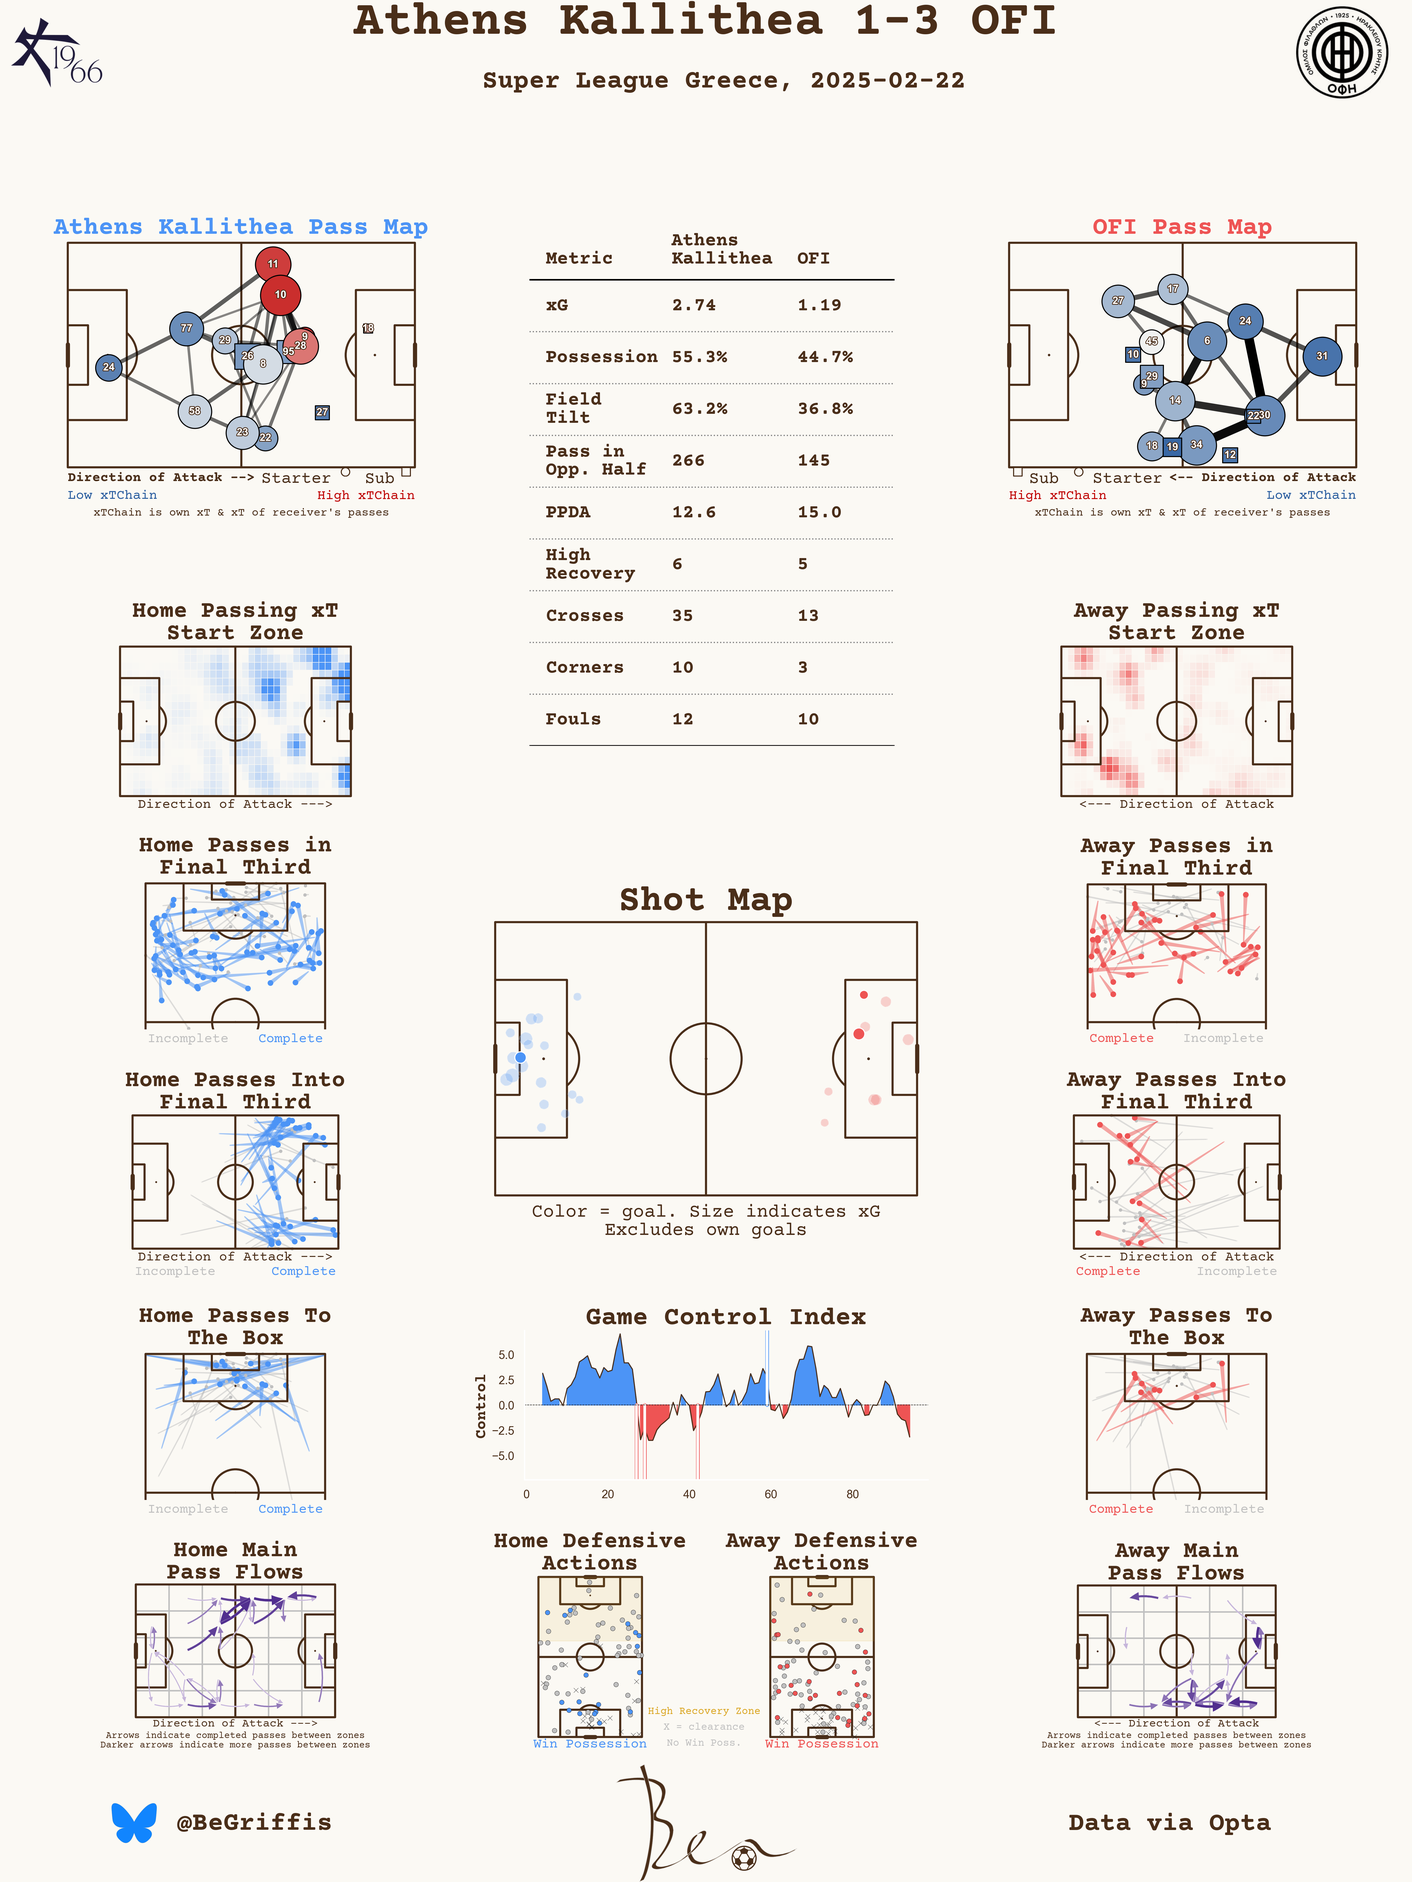 Athens Kallithea 1-3 OFI
Super League Greece, 2025-02-22
1966
ΟΜΙΛΟΣ ΦΙΛΑΘΛΩΝ • 1925 • ΗΡΑΚΛΕΙΟΥ ΚΡΗΤΗΣ
ΟΦΗ
Athens Kallithea Pass Map
11
10
77
29
9
28
95
26
8
18
24
58
23
22
27
Direction of Attack --> Starter Sub
Low xTChain High xTChain
xTChain is own xT & xT of receiver's passes
Metric Athens Kallithea OFI
xG 2.74 1.19
Possession 55.3% 44.7%
Field Tilt 63.2% 36.8%
Pass in Opp. Half 266 145
PPDA 12.6 15.0
High Recovery 6 5
Crosses 35 13
Corners 10 3
Fouls 12 10
OFI Pass Map
27
17
24
45
6
10
31
29
9
14
22
30
18
19
34
12
Sub Starter <-- Direction of Attack
High xTChain Low xTChain
xTChain is own xT & xT of receiver's passes
Home Passing xT
Start Zone
Direction of Attack --->
Away Passing xT
Start Zone
<--- Direction of Attack
Home Passes in
Final Third
Incomplete Complete
Away Passes in
Final Third
Complete Incomplete
Shot Map
Color = goal. Size indicates xG
Excludes own goals
Home Passes Into
Final Third
Direction of Attack --->
Incomplete Complete
Away Passes Into
Final Third
<--- Direction of Attack
Complete Incomplete
Home Passes To
The Box
Incomplete Complete
Game Control Index
Control
5.0
2.5
0.0
−2.5
−5.0
0 20 40 60 80
Away Passes To
The Box
Complete Incomplete
Home Main
Pass Flows
Direction of Attack --->
Arrows indicate completed passes between zones
Darker arrows indicate more passes between zones
Home Defensive
Actions
Win Possession
High Recovery Zone
X = clearance
No Win Poss.
Away Defensive
Actions
Win Possession
Away Main
Pass Flows
<--- Direction of Attack
Arrows indicate completed passes between zones
Darker arrows indicate more passes between zones
@BeGriffis
Ben
Data via Opta